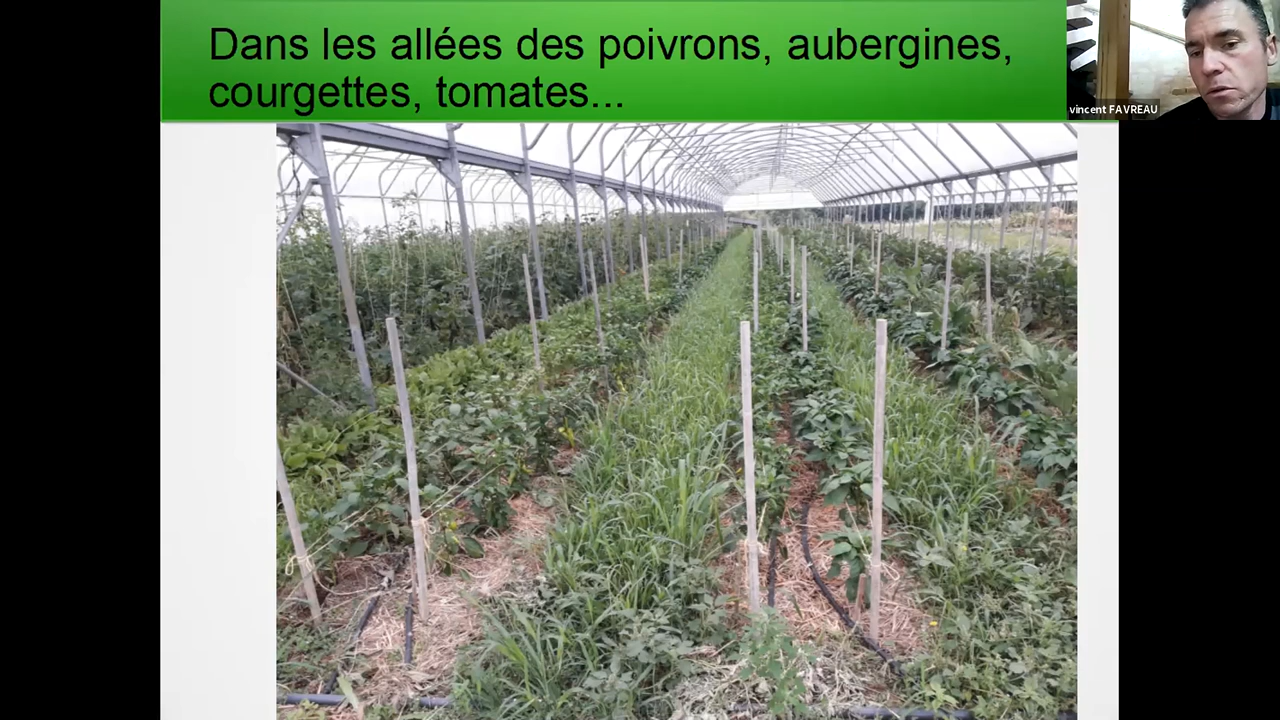 Dans les allées des poivrons, aubergines,
courgettes, tomates...
vincent FAVREAU